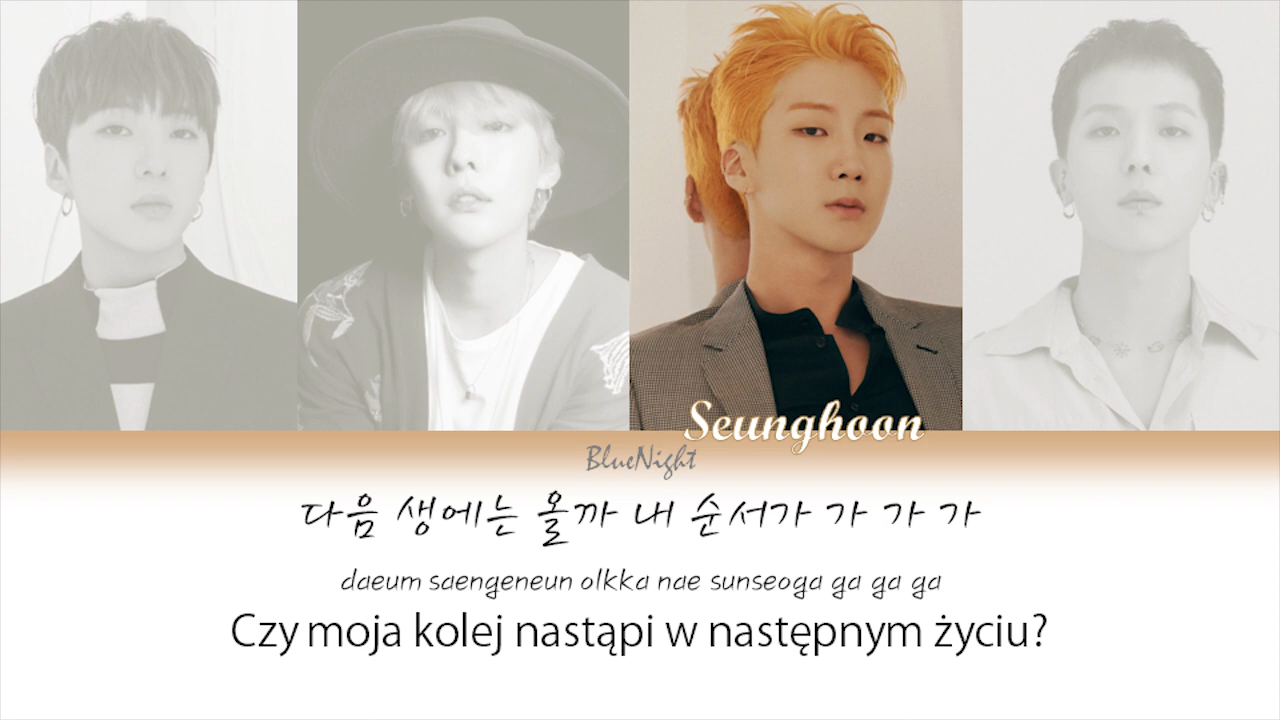 Seunghoon
BlueNight
다음 생에는 올까 내 순서가 가 가 가
daeum saengeneun olkka nae sunseoga ga ga ga
Czy moja kolej nastąpi w następnym życiu?